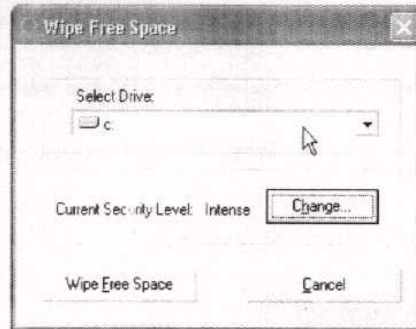 Wipe Free Space
Select Drive:
c:
Current Security Level: Intense Change...
Wipe Free Space Cancel